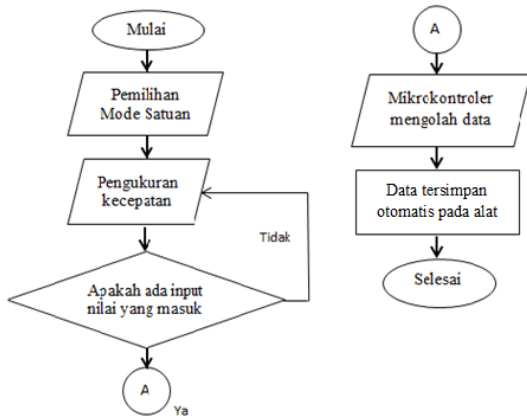 Mulai
Pemilihan
Mode Satuan
Pengukuran
kecepatan
Tidak
Apakah ada input
nilai yang masuk
A
Ya
A
Mikrokontroler
mengolah data
Data tersimpan
otomatis pada alat
Selesai